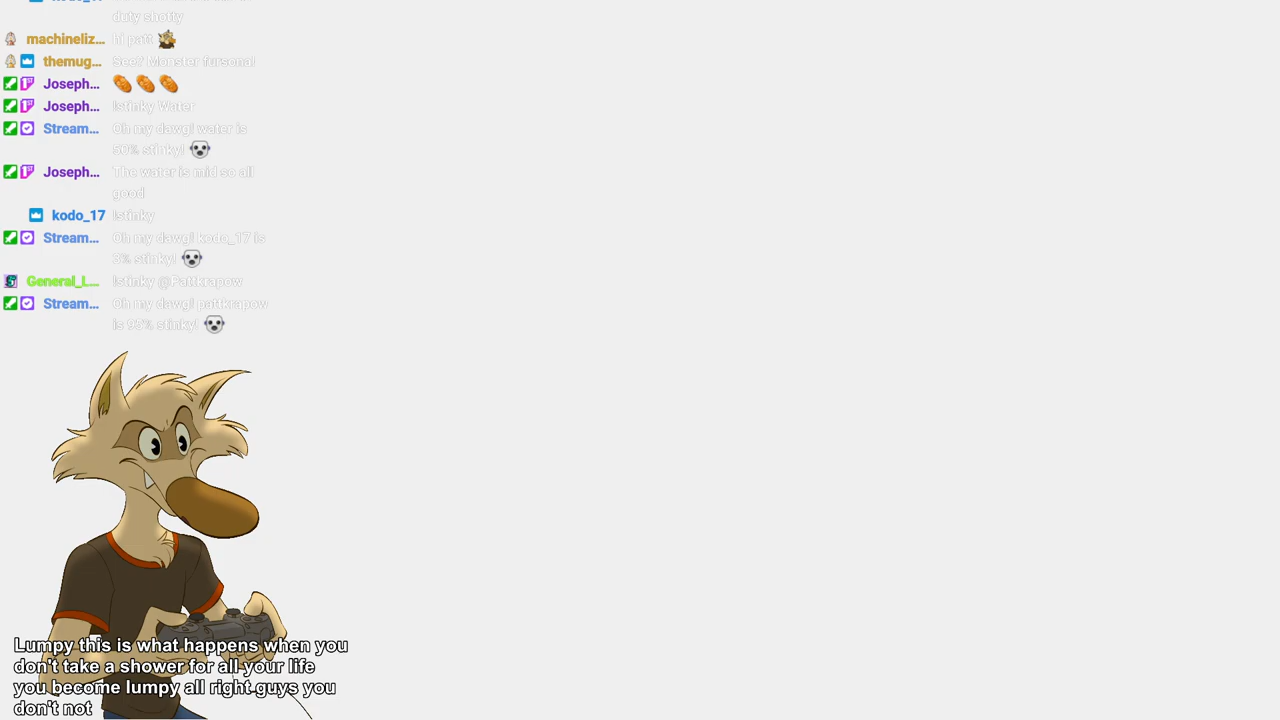 duty shotty
machineliz... hi patt
themug... See? Monster fursona!
Joseph...
Joseph... !stinky Water
Stream... Oh my dawg! water is
50% stinky!
Joseph... The water is mid so all
good
kodo_17 !stinky
Stream... Oh my dawg! kodo_17 is
3% stinky!
General_L... !stinky @Pattkrapow
Stream... Oh my dawg! pattkrapow
is 93% stinky!
Lumpy this is what happens when you
don't take a shower for all your life
you become lumpy all right guys you
don't not